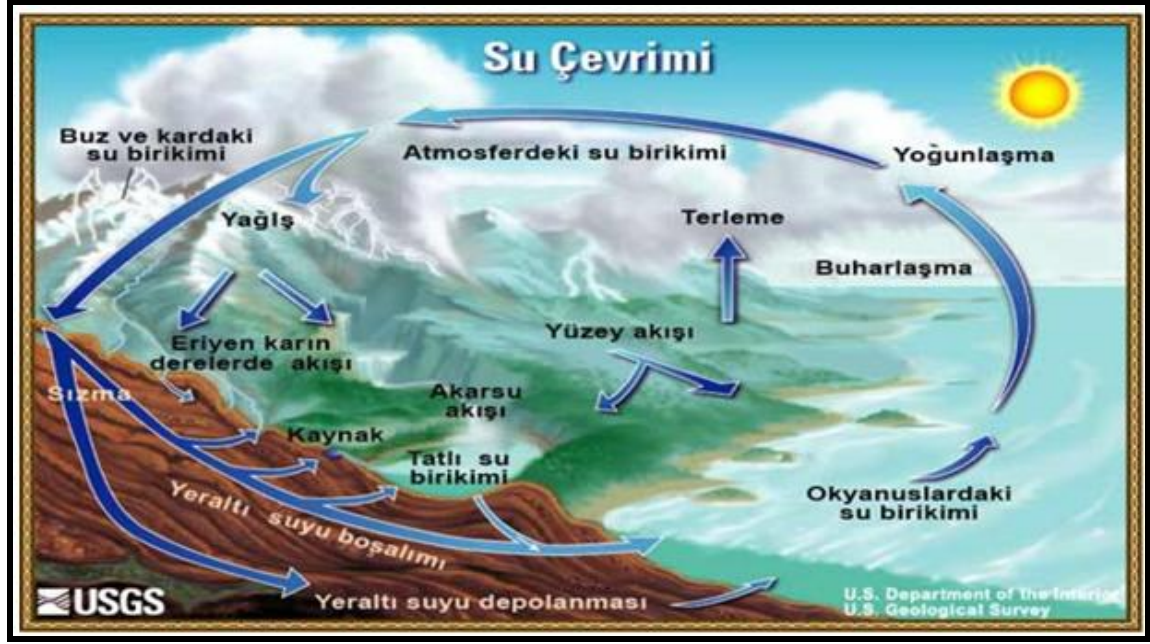 Su Çevrimi
Buz ve kardaki
su birikimi
Atmosferdeki su birikimi
Yoğunlaşma
Yağış
Terleme
Buharlaşma
Eriyen karın
derelerde akışı
Yüzey akışı
Sızma
Akarsu
akışı
Kaynak
Tatlı su
birikimi
Okyanuslardaki
su birikimi
Yeraltı suyu boşalımı
Yeraltı suyu depolanması
USGS
U.S. Department of the Interior
U.S. Geological Survey